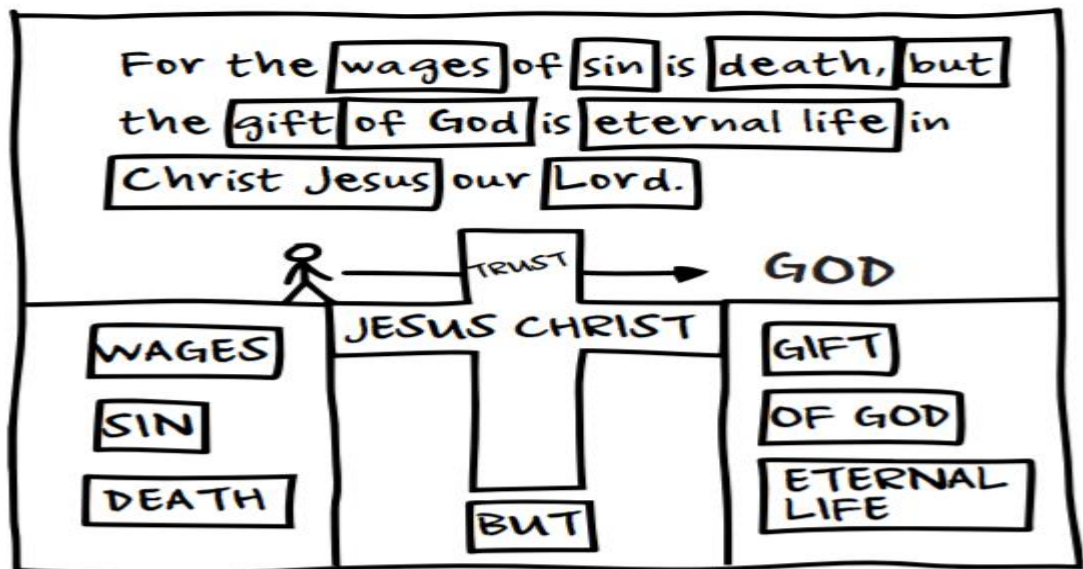 For the wages of sin is death, but
the gift of God is eternal life in
Christ Jesus our Lord.
TRUST
GOD
JESUS CHRIST
WAGES
SIN
DEATH
BUT
GIFT
OF GOD
ETERNAL
LIFE